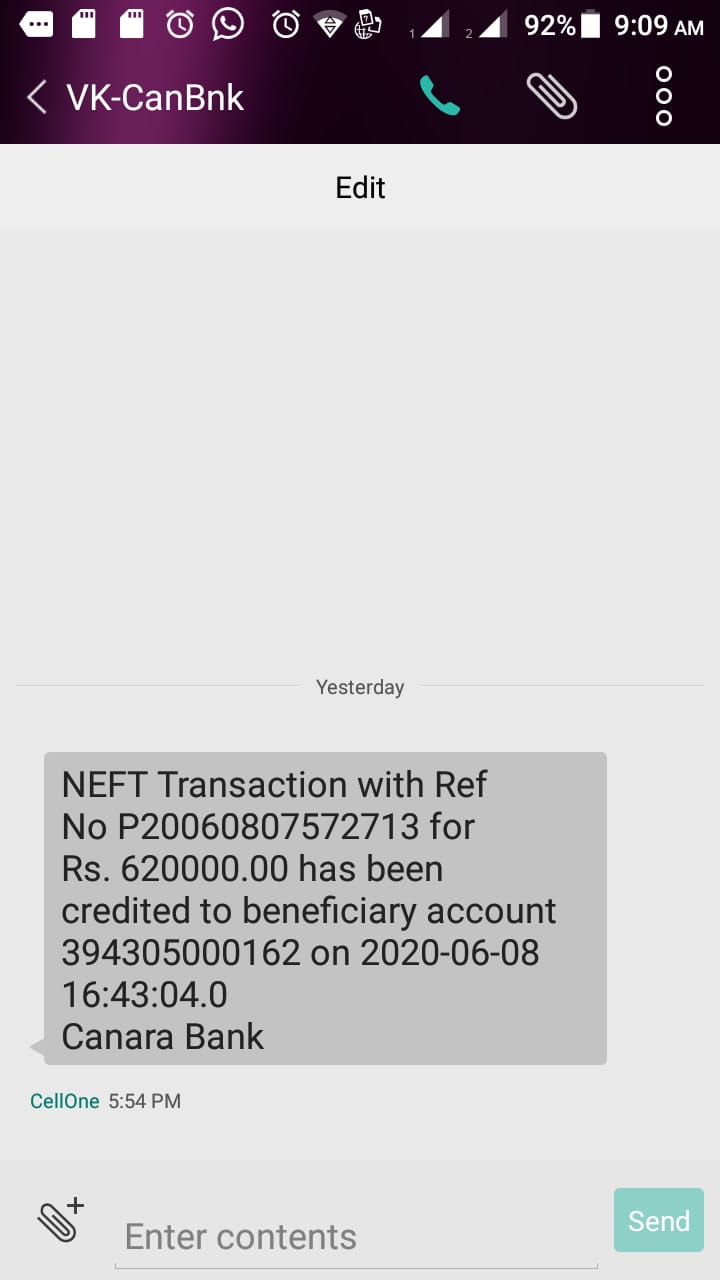 1 2 92% 9:09 AM
VK-CanBnk
Edit
Yesterday
NEFT Transaction with Ref
No P20060807572713 for
Rs. 620000.00 has been
credited to beneficiary account
394305000162 on 2020-06-08
16:43:04.0
Canara Bank
CellOne 5:54 PM
Enter contents
Send